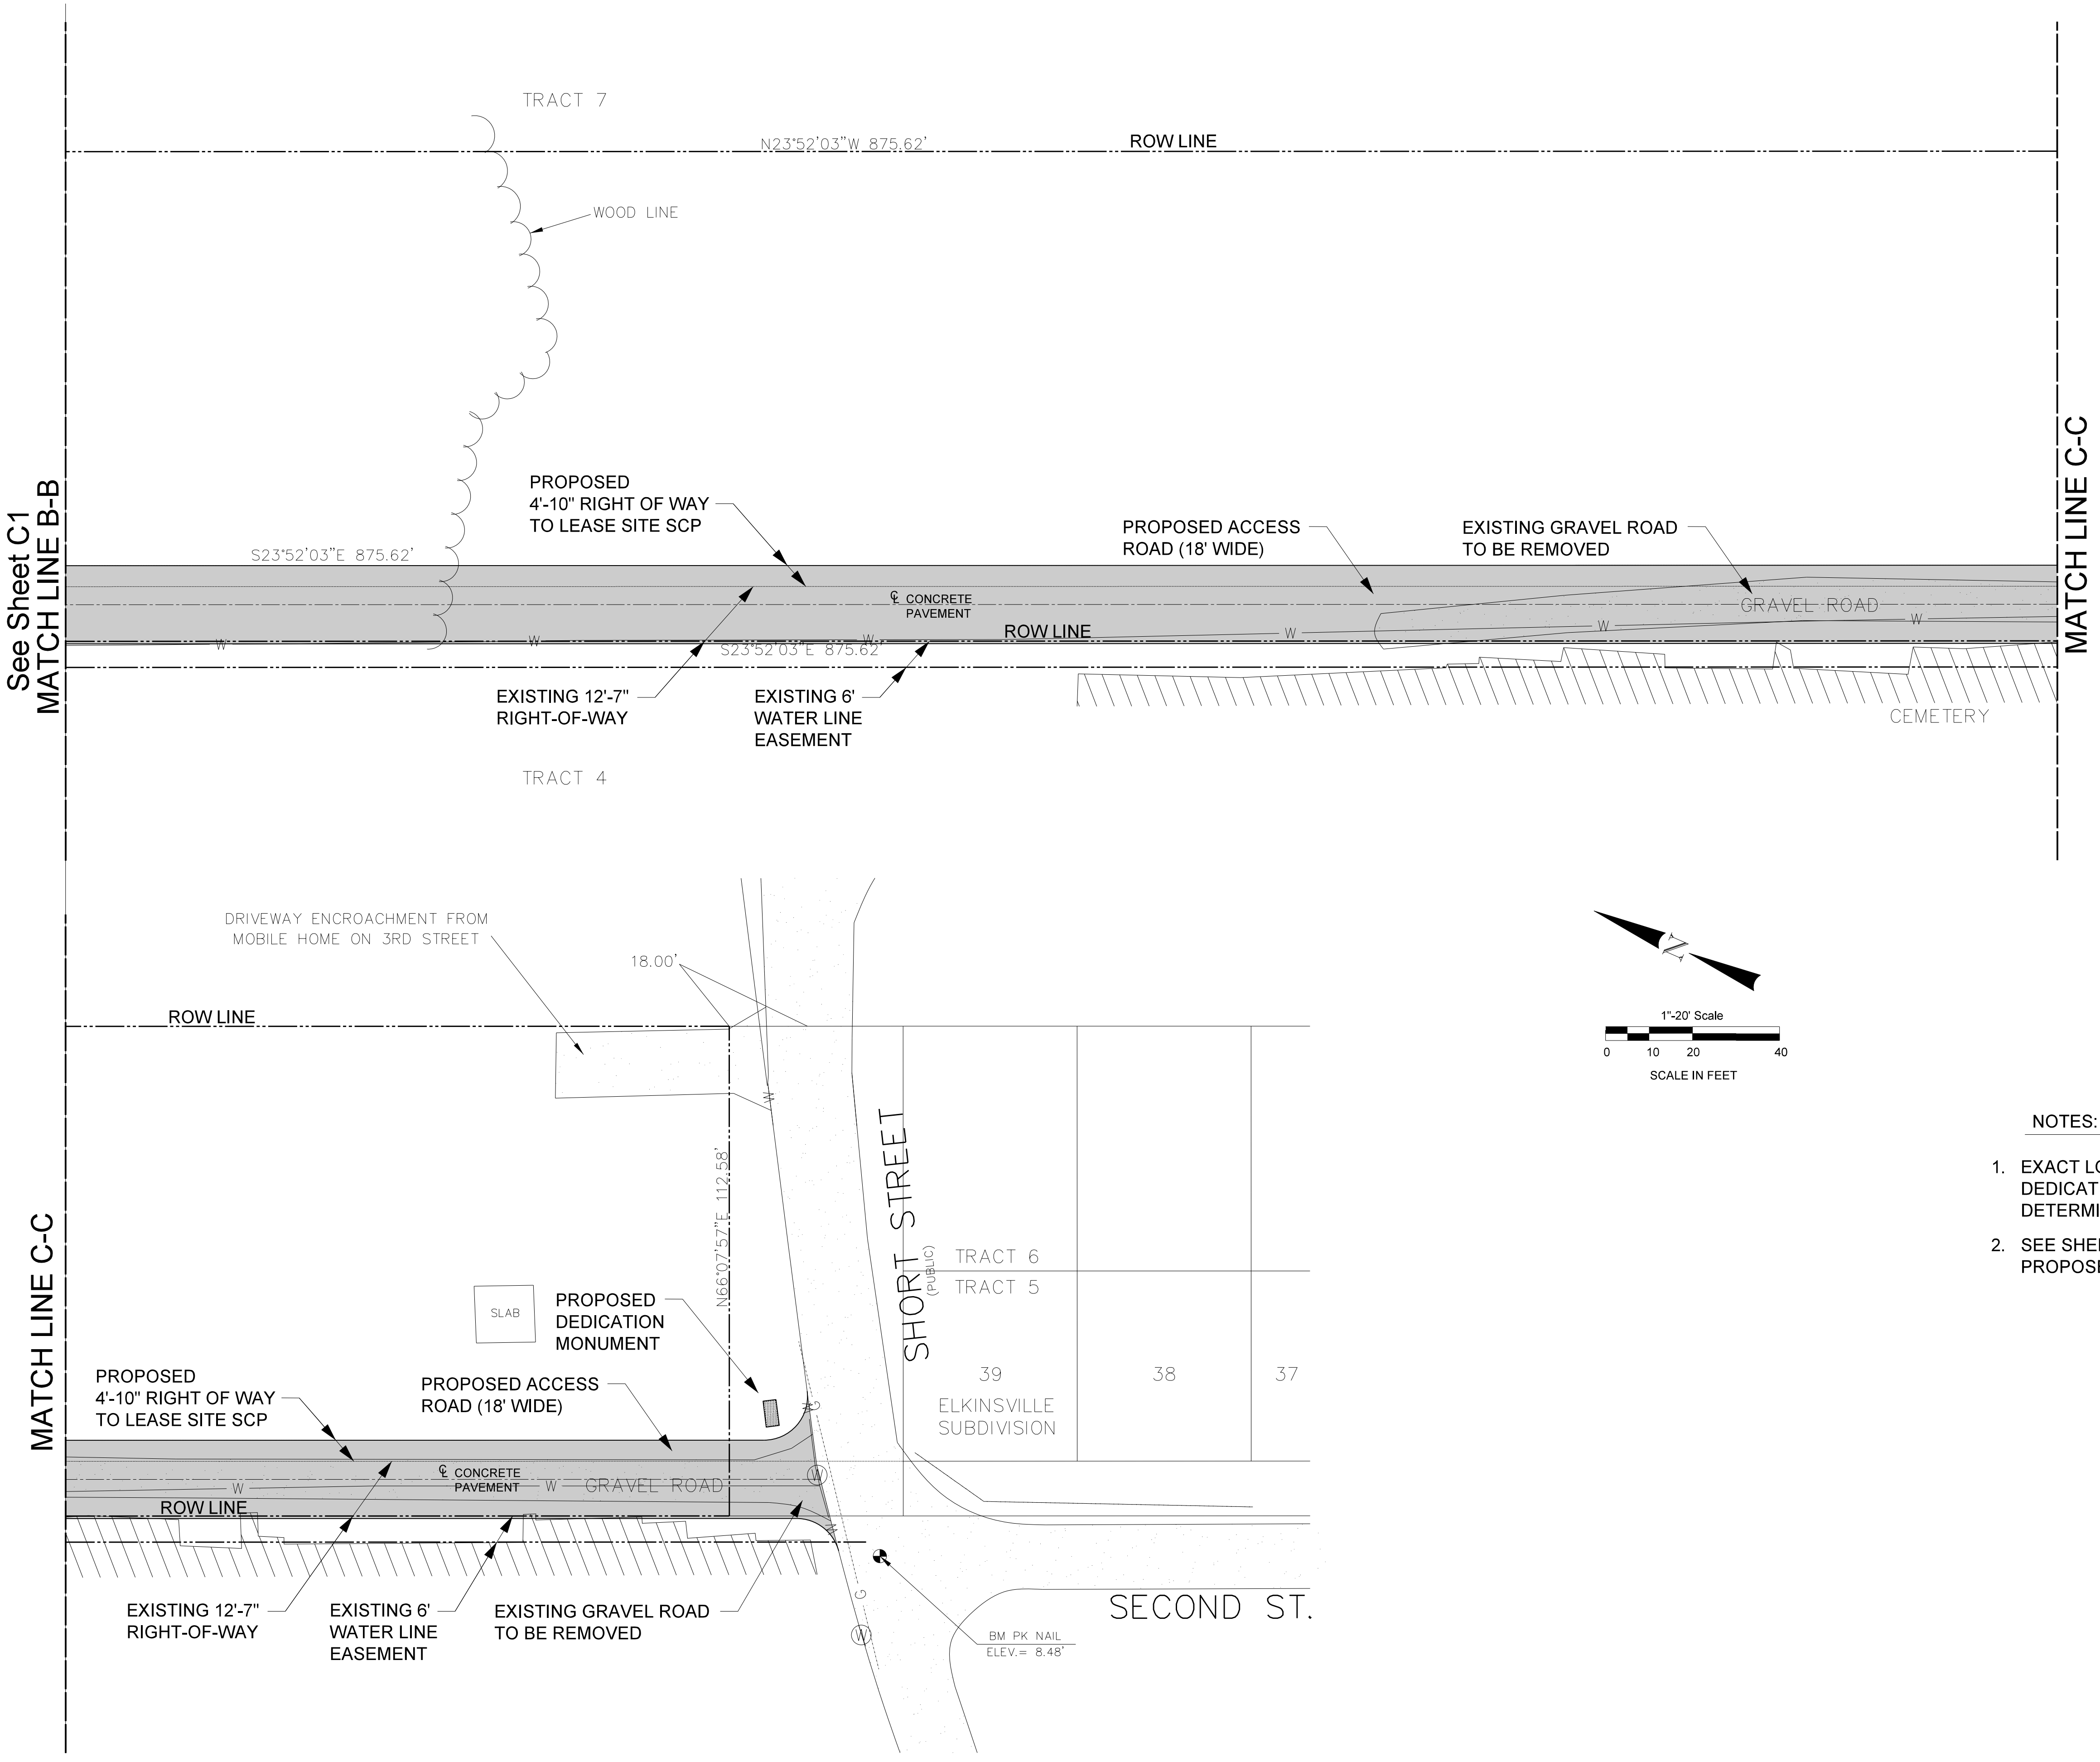 TRACT 7
N23°52'03"W 875.62'
ROW LINE
WOOD LINE
See Sheet C1
MATCH LINE B-B
MATCH LINE C-C
PROPOSED
4'-10" RIGHT OF WAY
TO LEASE SITE SCP
PROPOSED ACCESS
ROAD (18' WIDE)
EXISTING GRAVEL ROAD
TO BE REMOVED
S23°52'03"E 875.62'
℄ CONCRETE
PAVEMENT
GRAVEL ROAD
ROW LINE
W
W
W
W
W
W
S23°52'03"E 875.62'
EXISTING 12'-7"
RIGHT-OF-WAY
EXISTING 6'
WATER LINE
EASEMENT
CEMETERY
TRACT 4
DRIVEWAY ENCROACHMENT FROM
MOBILE HOME ON 3RD STREET
18.00'
ROW LINE
N
1"-20' Scale
0 10 20 40
SCALE IN FEET
W
N66°07'57"E 112.58'
SHORT STREET
(PUBLIC)
TRACT 6
TRACT 5
NOTES:
1. EXACT LO
DEDICAT
DETERMI
2. SEE SHE
PROPOS
MATCH LINE C-C
SLAB
PROPOSED
DEDICATION
MONUMENT
39
38
37
ELKINSVILLE
SUBDIVISION
PROPOSED
4'-10" RIGHT OF WAY
TO LEASE SITE SCP
PROPOSED ACCESS
ROAD (18' WIDE)
W
G
℄ CONCRETE
PAVEMENT
W
W
GRAVEL ROAD
W
ROW LINE
W
EXISTING 12'-7"
RIGHT-OF-WAY
EXISTING 6'
WATER LINE
EASEMENT
EXISTING GRAVEL ROAD
TO BE REMOVED
G
W
SECOND ST.
BM PK NAIL
ELEV.= 8.48'